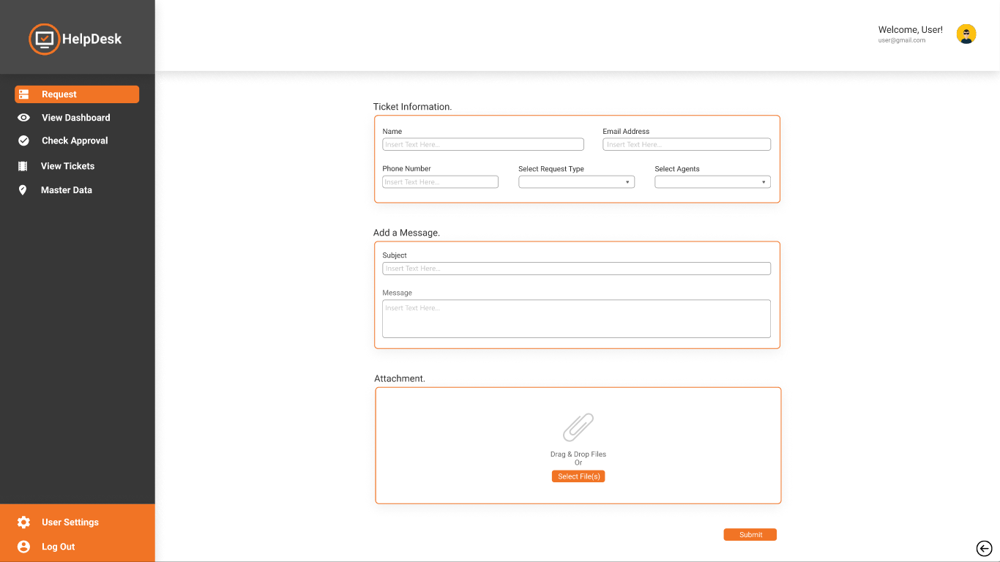 HelpDesk
Welcome, User!
user@gmail.com
Request
View Dashboard
Check Approval
View Tickets
Master Data
User Settings
Log Out
Ticket Information.
Name
Insert Text Here...
Email Address
Insert Text Here...
Phone Number
Insert Text Here...
Select Request Type
Select Agents
Add a Message.
Subject
Insert Text Here...
Message
Insert Text Here...
Attachment.
Drag & Drop Files
Or
Select File(s)
Submit